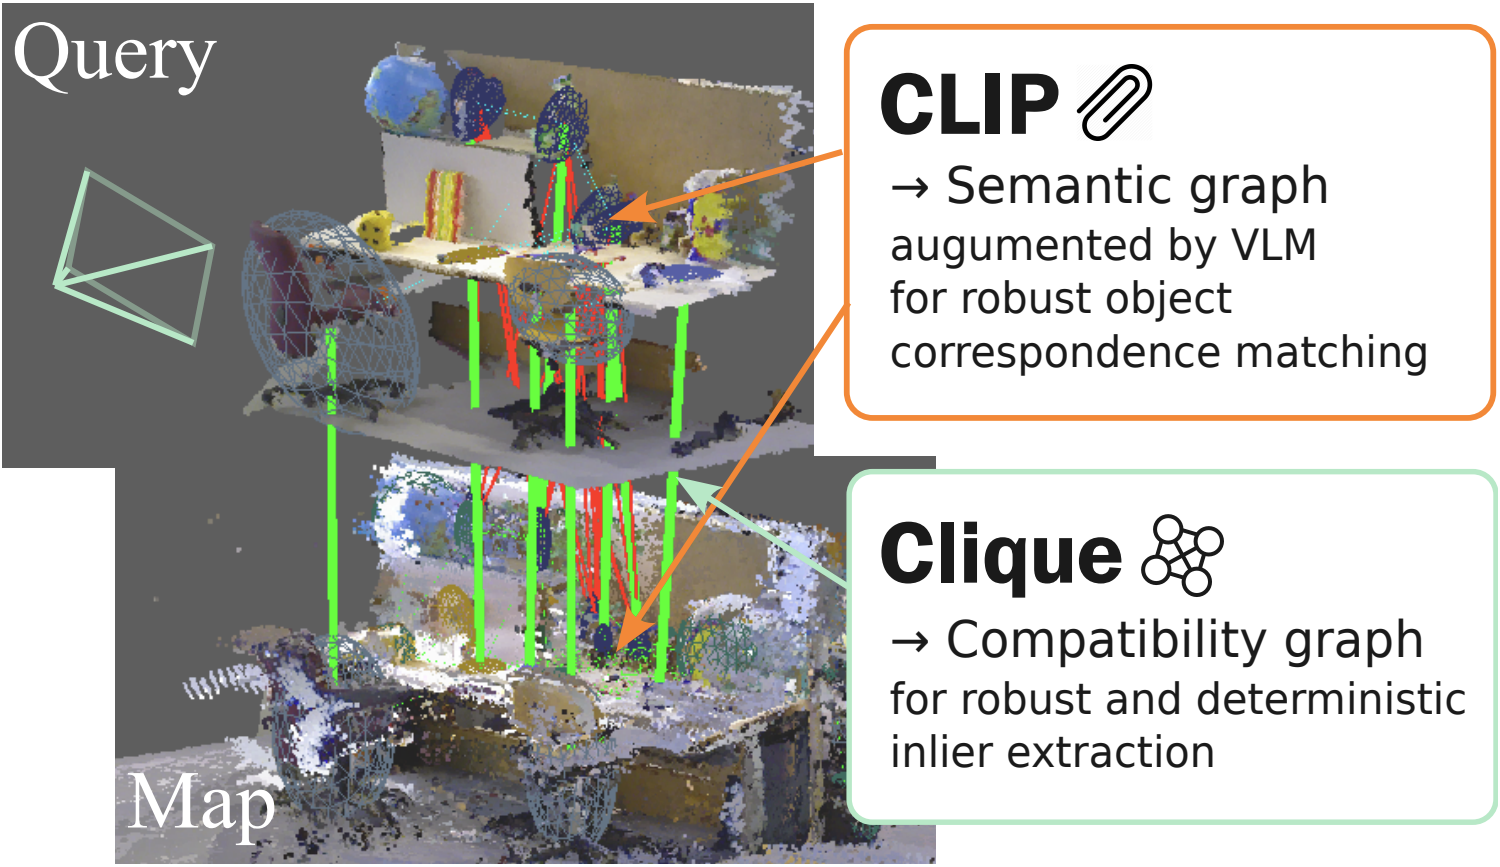 Query
Map
CLIP
→ Semantic graph
augumented by VLM
for robust object
correspondence matching
Clique
→ Compatibility graph
for robust and deterministic
inlier extraction